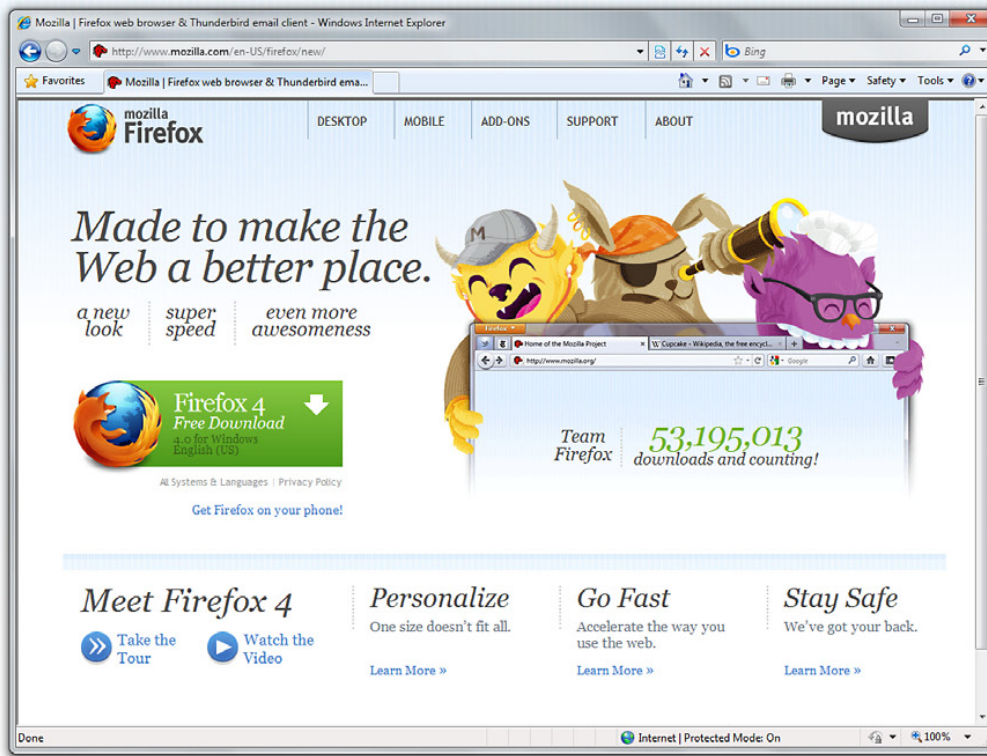 Mozilla | Firefox web browser & Thunderbird email client - Windows Internet Explorer
http://www.mozilla.com/en-US/firefox/new/
Bing
Favorites
Mozilla | Firefox web browser & Thunderbird ema...
Page
Safety
Tools
mozilla
Firefox
DESKTOP
MOBILE
ADD-ONS
SUPPORT
ABOUT
mozilla
Made to make the
Web a better place.
a new
look
super
speed
even more
awesomeness
M
Firefox
Home of the Mozilla Project
Cupcake - Wikipedia, the free encycl...
http://www.mozilla.org/
Google
Firefox 4
Free Download
4.0 for Windows
English (US)
All Systems & Languages | Privacy Policy
Get Firefox on your phone!
Team
Firefox
53,195,013
downloads and counting!
Meet Firefox 4
Take the
Tour
Watch the
Video
Personalize
One size doesn't fit all.
Learn More »
Go Fast
Accelerate the way you
use the web.
Learn More »
Stay Safe
We've got your back.
Learn More »
Done
Internet | Protected Mode: On
100%